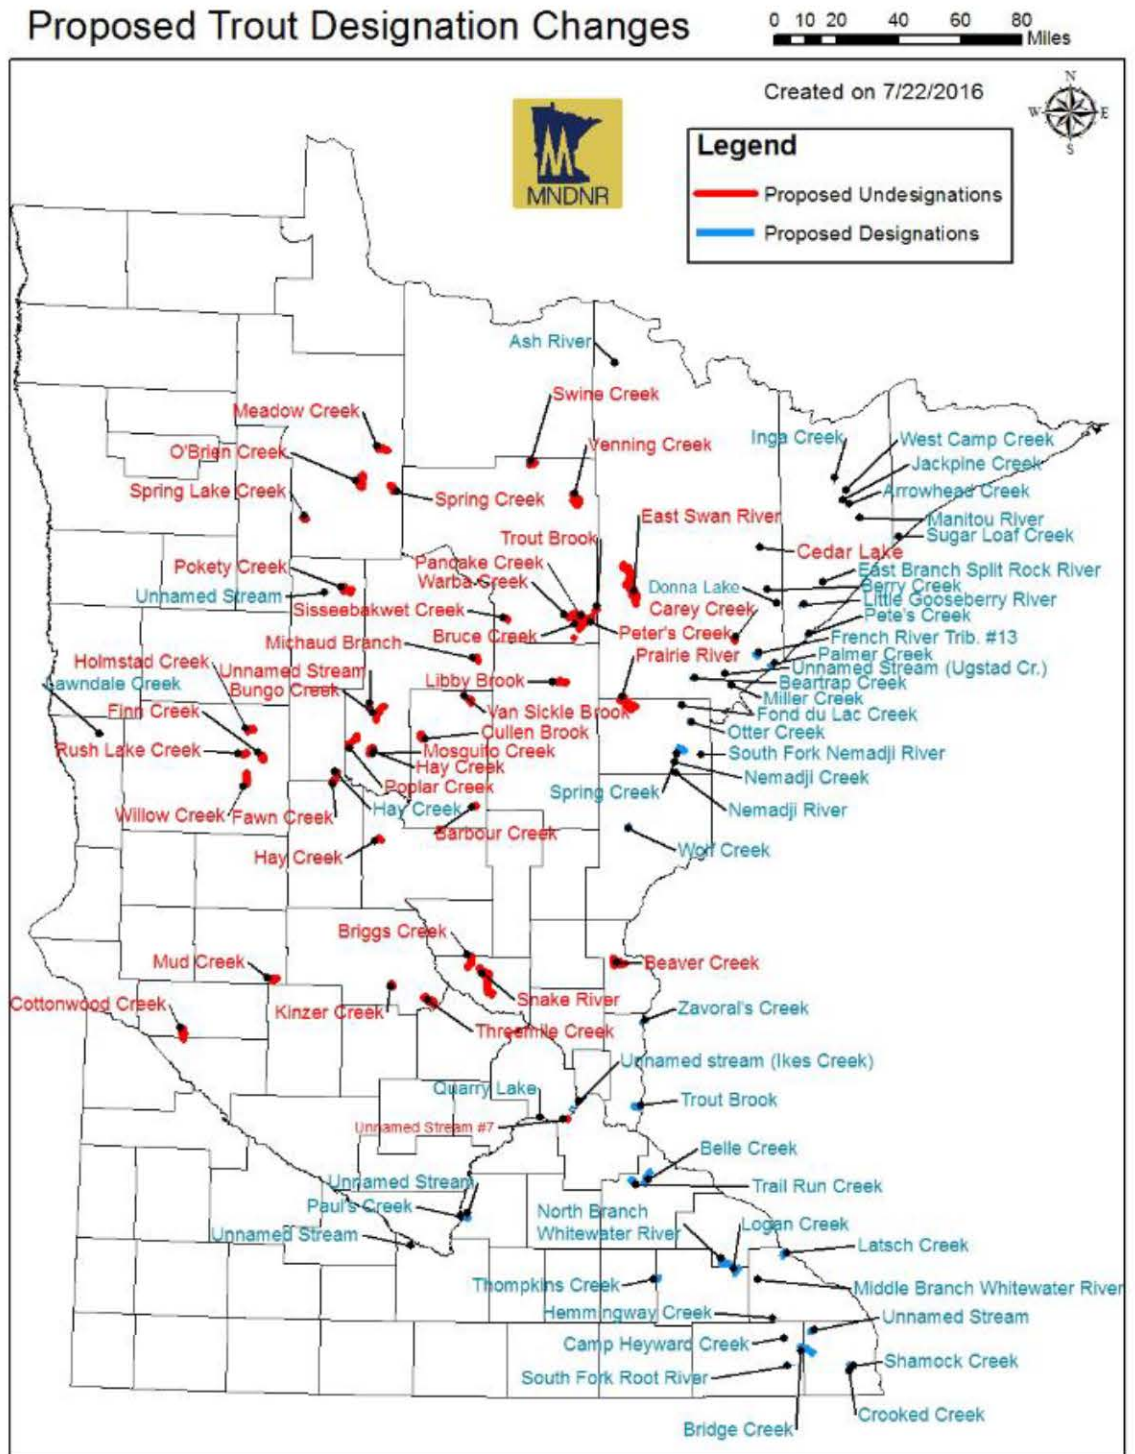 Proposed Trout Designation Changes
0 10 20 40 60 80
Miles
Created on 7/22/2016
N
W E
S
MNDNR
Legend
Proposed Undesignations
Proposed Designations
Ash River
Swine Creek
Meadow Creek
Inga Creek
West Camp Creek
Venning Creek
O'Brien Creek
Jackpine Creek
Spring Lake Creek
Spring Creek
Arrowhead Creek
East Swan River
Manitou River
Sugar Loaf Creek
Trout Brook
Cedar Lake
Pancake Creek
Pokety Creek
East Branch Split Rock River
Warba Creek
Donna Lake
Berry Creek
Unnamed Stream
Little Gooseberry River
Sisseebakwet Creek
Carey Creek
Pete's Creek
Bruce Creek
Peter's Creek
French River Trib. #13
Michaud Branch
Prairie River
Palmer Creek
Holmstad Creek
Unnamed Stream (Ugstad Cr.)
Unnamed Stream
Lawndale Creek
Libby Brook
Beartrap Creek
Bungo Creek
Miller Creek
Finn Creek
Van Sickle Brook
Fond du Lac Creek
Cullen Brook
Otter Creek
Rush Lake Creek
Mosquito Creek
South Fork Nemadji River
Hay Creek
Nemadji Creek
Poplar Creek
Spring Creek
Willow Creek
Fawn Creek
Hay Creek
Nemadji River
Barbour Creek
Wolf Creek
Hay Creek
Briggs Creek
Mud Creek
Beaver Creek
Cottonwood Creek
Snake River
Kinzer Creek
Zavoral's Creek
Threemile Creek
Unnamed stream (Ikes Creek)
Quarry Lake
Trout Brook
Unnamed Stream #7
Belle Creek
Unnamed Stream
Trail Run Creek
Paul's Creek
North Branch
Whitewater River
Logan Creek
Unnamed Stream
Latsch Creek
Thompkins Creek
Middle Branch Whitewater River
Hemmingway Creek
Unnamed Stream
Camp Heyward Creek
Shamock Creek
South Fork Root River
Crooked Creek
Bridge Creek